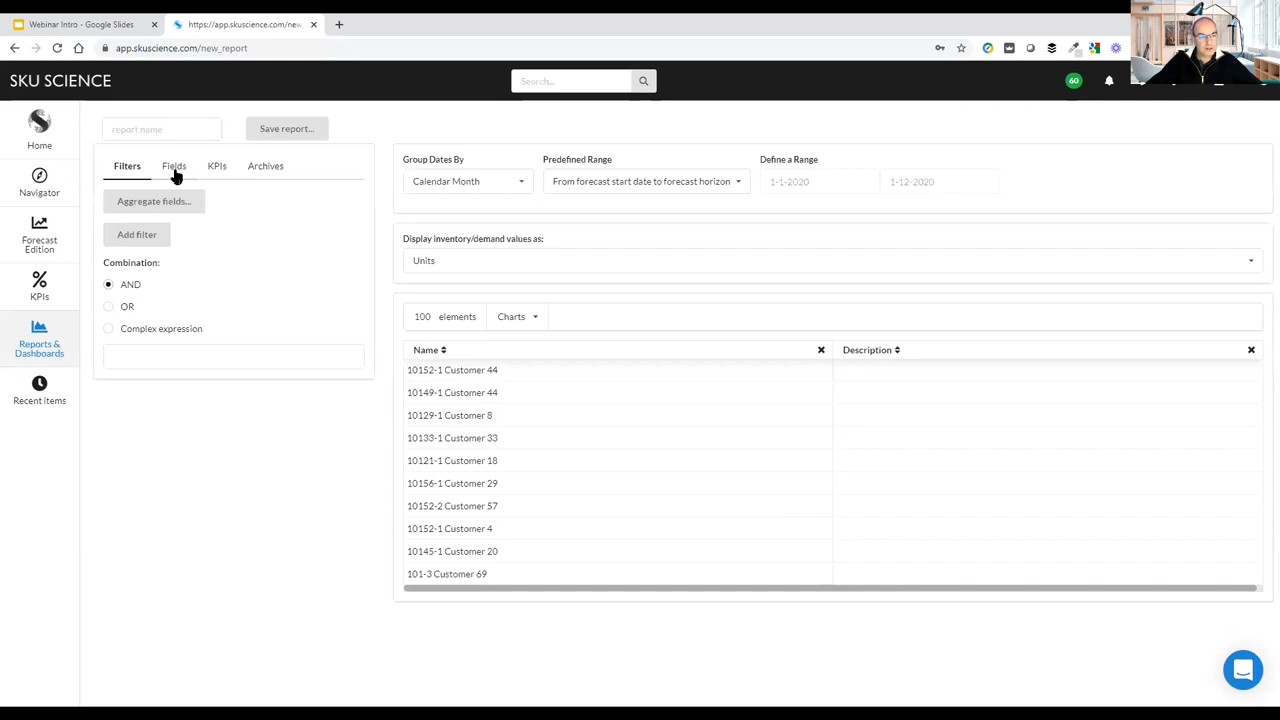 Webinar Intro - Google Slides
https://app.skuscience.com/new_
app.skuscience.com/new_report
SKU SCIENCE
Search...
60
Home
Navigator
Forecast
Edition
KPIs
Reports &
Dashboards
Recent items
report name
Save report...
Filters
Fields
KPIs
Archives
Aggregate fields...
Add filter
Combination:
AND
OR
Complex expression
Group Dates By
Predefined Range
Define a Range
Calendar Month
From forecast start date to forecast horizon
1-1-2020
1-12-2020
Display inventory/demand values as:
Units
100 elements
Charts
Name
Description
10152-1 Customer 44
10149-1 Customer 44
10129-1 Customer 8
10133-1 Customer 33
10121-1 Customer 18
10156-1 Customer 29
10152-2 Customer 57
10152-1 Customer 4
10145-1 Customer 20
101-3 Customer 69